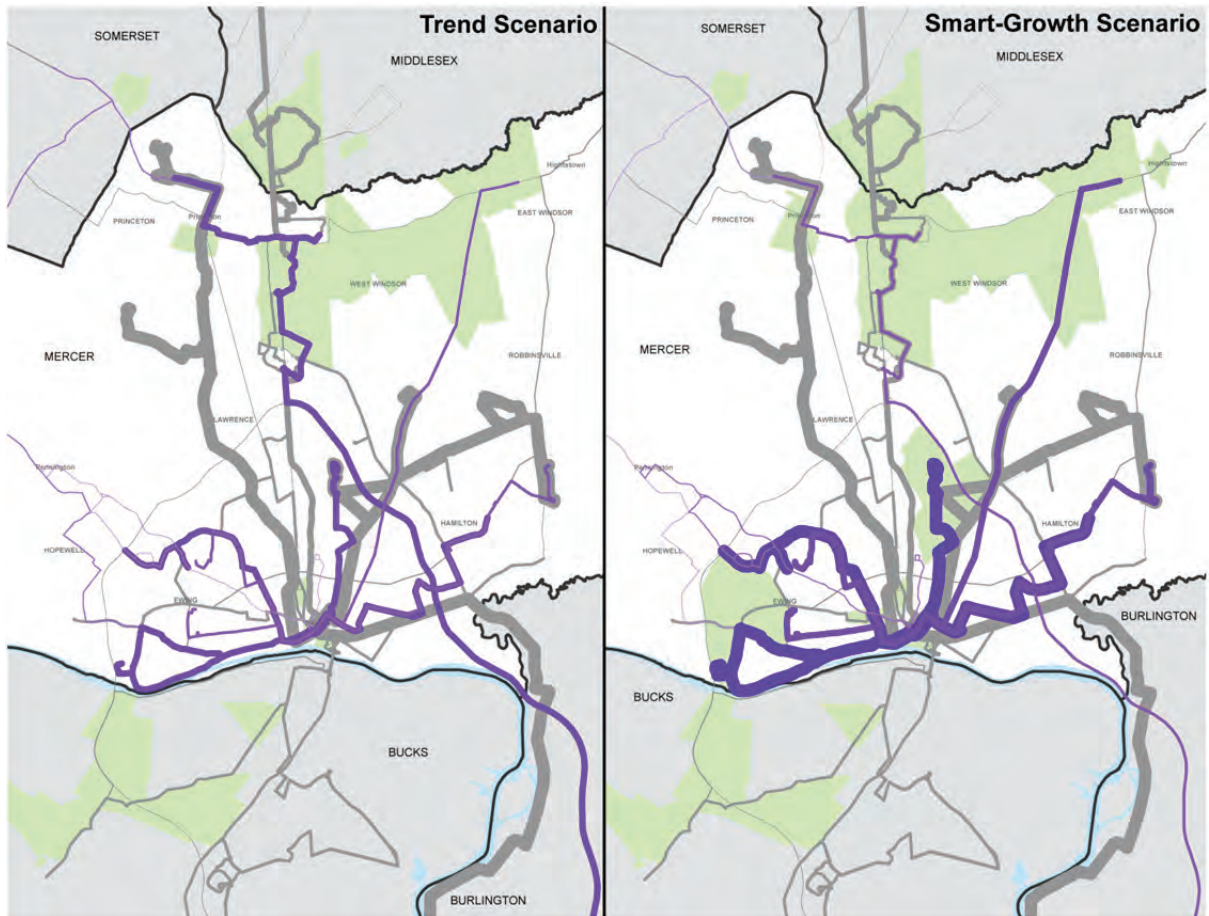 Trend Scenario
SOMERSET
MIDDLESEX
Hightstown
EAST WINDSOR
PRINCETON
Princeton
WEST WINDSOR
MERCER
ROBBINSVILLE
LAWRENCE
Pennington
HAMILTON
HOPEWELL
EWING
BUCKS
BURLINGTON
Smart-Growth Scenario
SOMERSET
MIDDLESEX
Hightstown
EAST WINDSOR
PRINCETON
Princeton
WEST WINDSOR
MERCER
ROBBINSVILLE
LAWRENCE
Pennington
HAMILTON
HOPEWELL
EWING
BURLINGTON
BUCKS